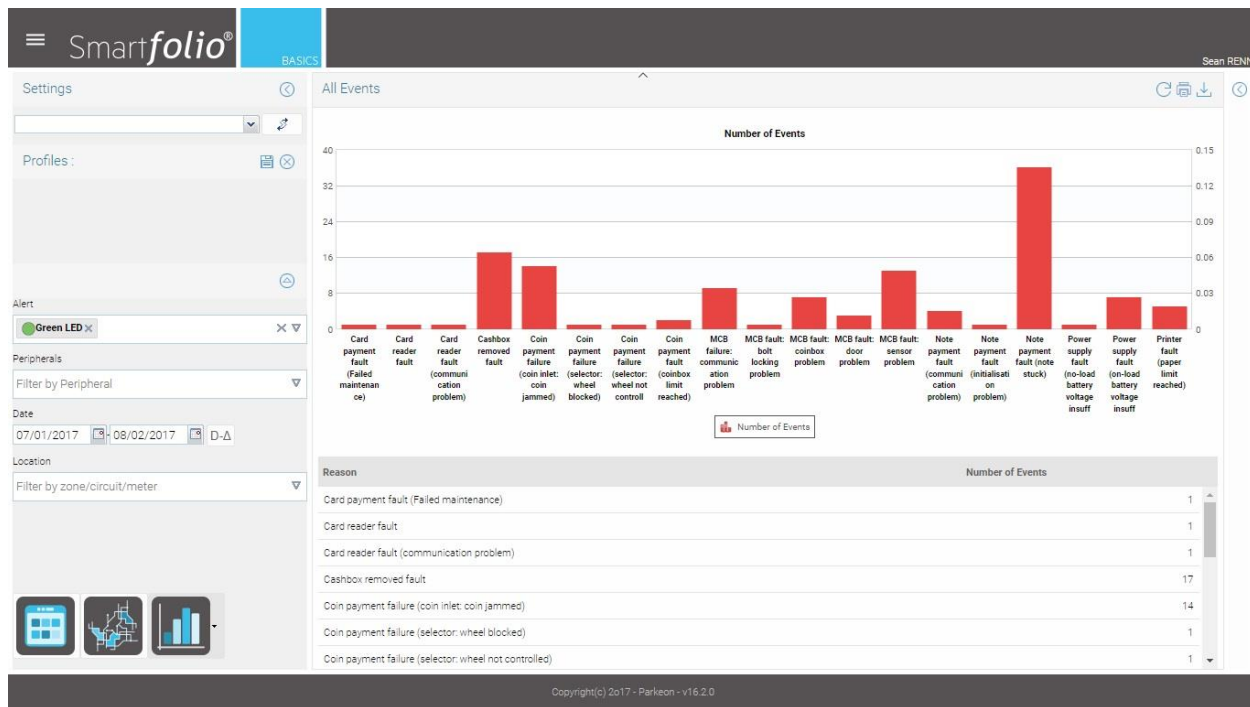 Smartfolio®
BASICS
Sean RENN
Settings
Profiles :
Alert
Green LED
Peripherals
Filter by Peripheral
Date
07/01/2017 - 08/02/2017 D-Δ
Location
Filter by zone/circuit/meter
All Events
Number of Events
40
32
24
16
8
0
0.15
0.12
0.09
0.06
0.03
0
Card
payment
fault
(Failed
maintenan
ce)
Card
reader
fault
Card
reader
fault
(communi
cation
problem)
Cashbox
removed
fault
Coin
payment
failure
(coin inlet:
coin
jammed)
Coin
payment
failure
(selector:
wheel
blocked)
Coin
payment
failure
(selector:
wheel not
controll
Coin
payment
fault
(coinbox
limit
reached)
MCB
failure:
communic
ation
problem
MCB fault:
bolt
locking
problem
MCB fault:
coinbox
problem
MCB fault:
door
problem
MCB fault:
sensor
problem
Note
payment
fault
(communi
cation
problem)
Note
payment
fault
(initialisati
on
problem)
Note
payment
fault (note
stuck)
Power
supply
fault
(no-load
battery
voltage
insuff
Power
supply
fault
(on-load
battery
voltage
insuff
Printer
fault
(paper
limit
reached)
Number of Events
Reason Number of Events
Card payment fault (Failed maintenance) 1
Card reader fault 1
Card reader fault (communication problem) 1
Cashbox removed fault 17
Coin payment failure (coin inlet: coin jammed) 14
Coin payment failure (selector: wheel blocked) 1
Coin payment failure (selector: wheel not controlled) 1
Copyright(c) 2o17 - Parkeon - v16.2.0